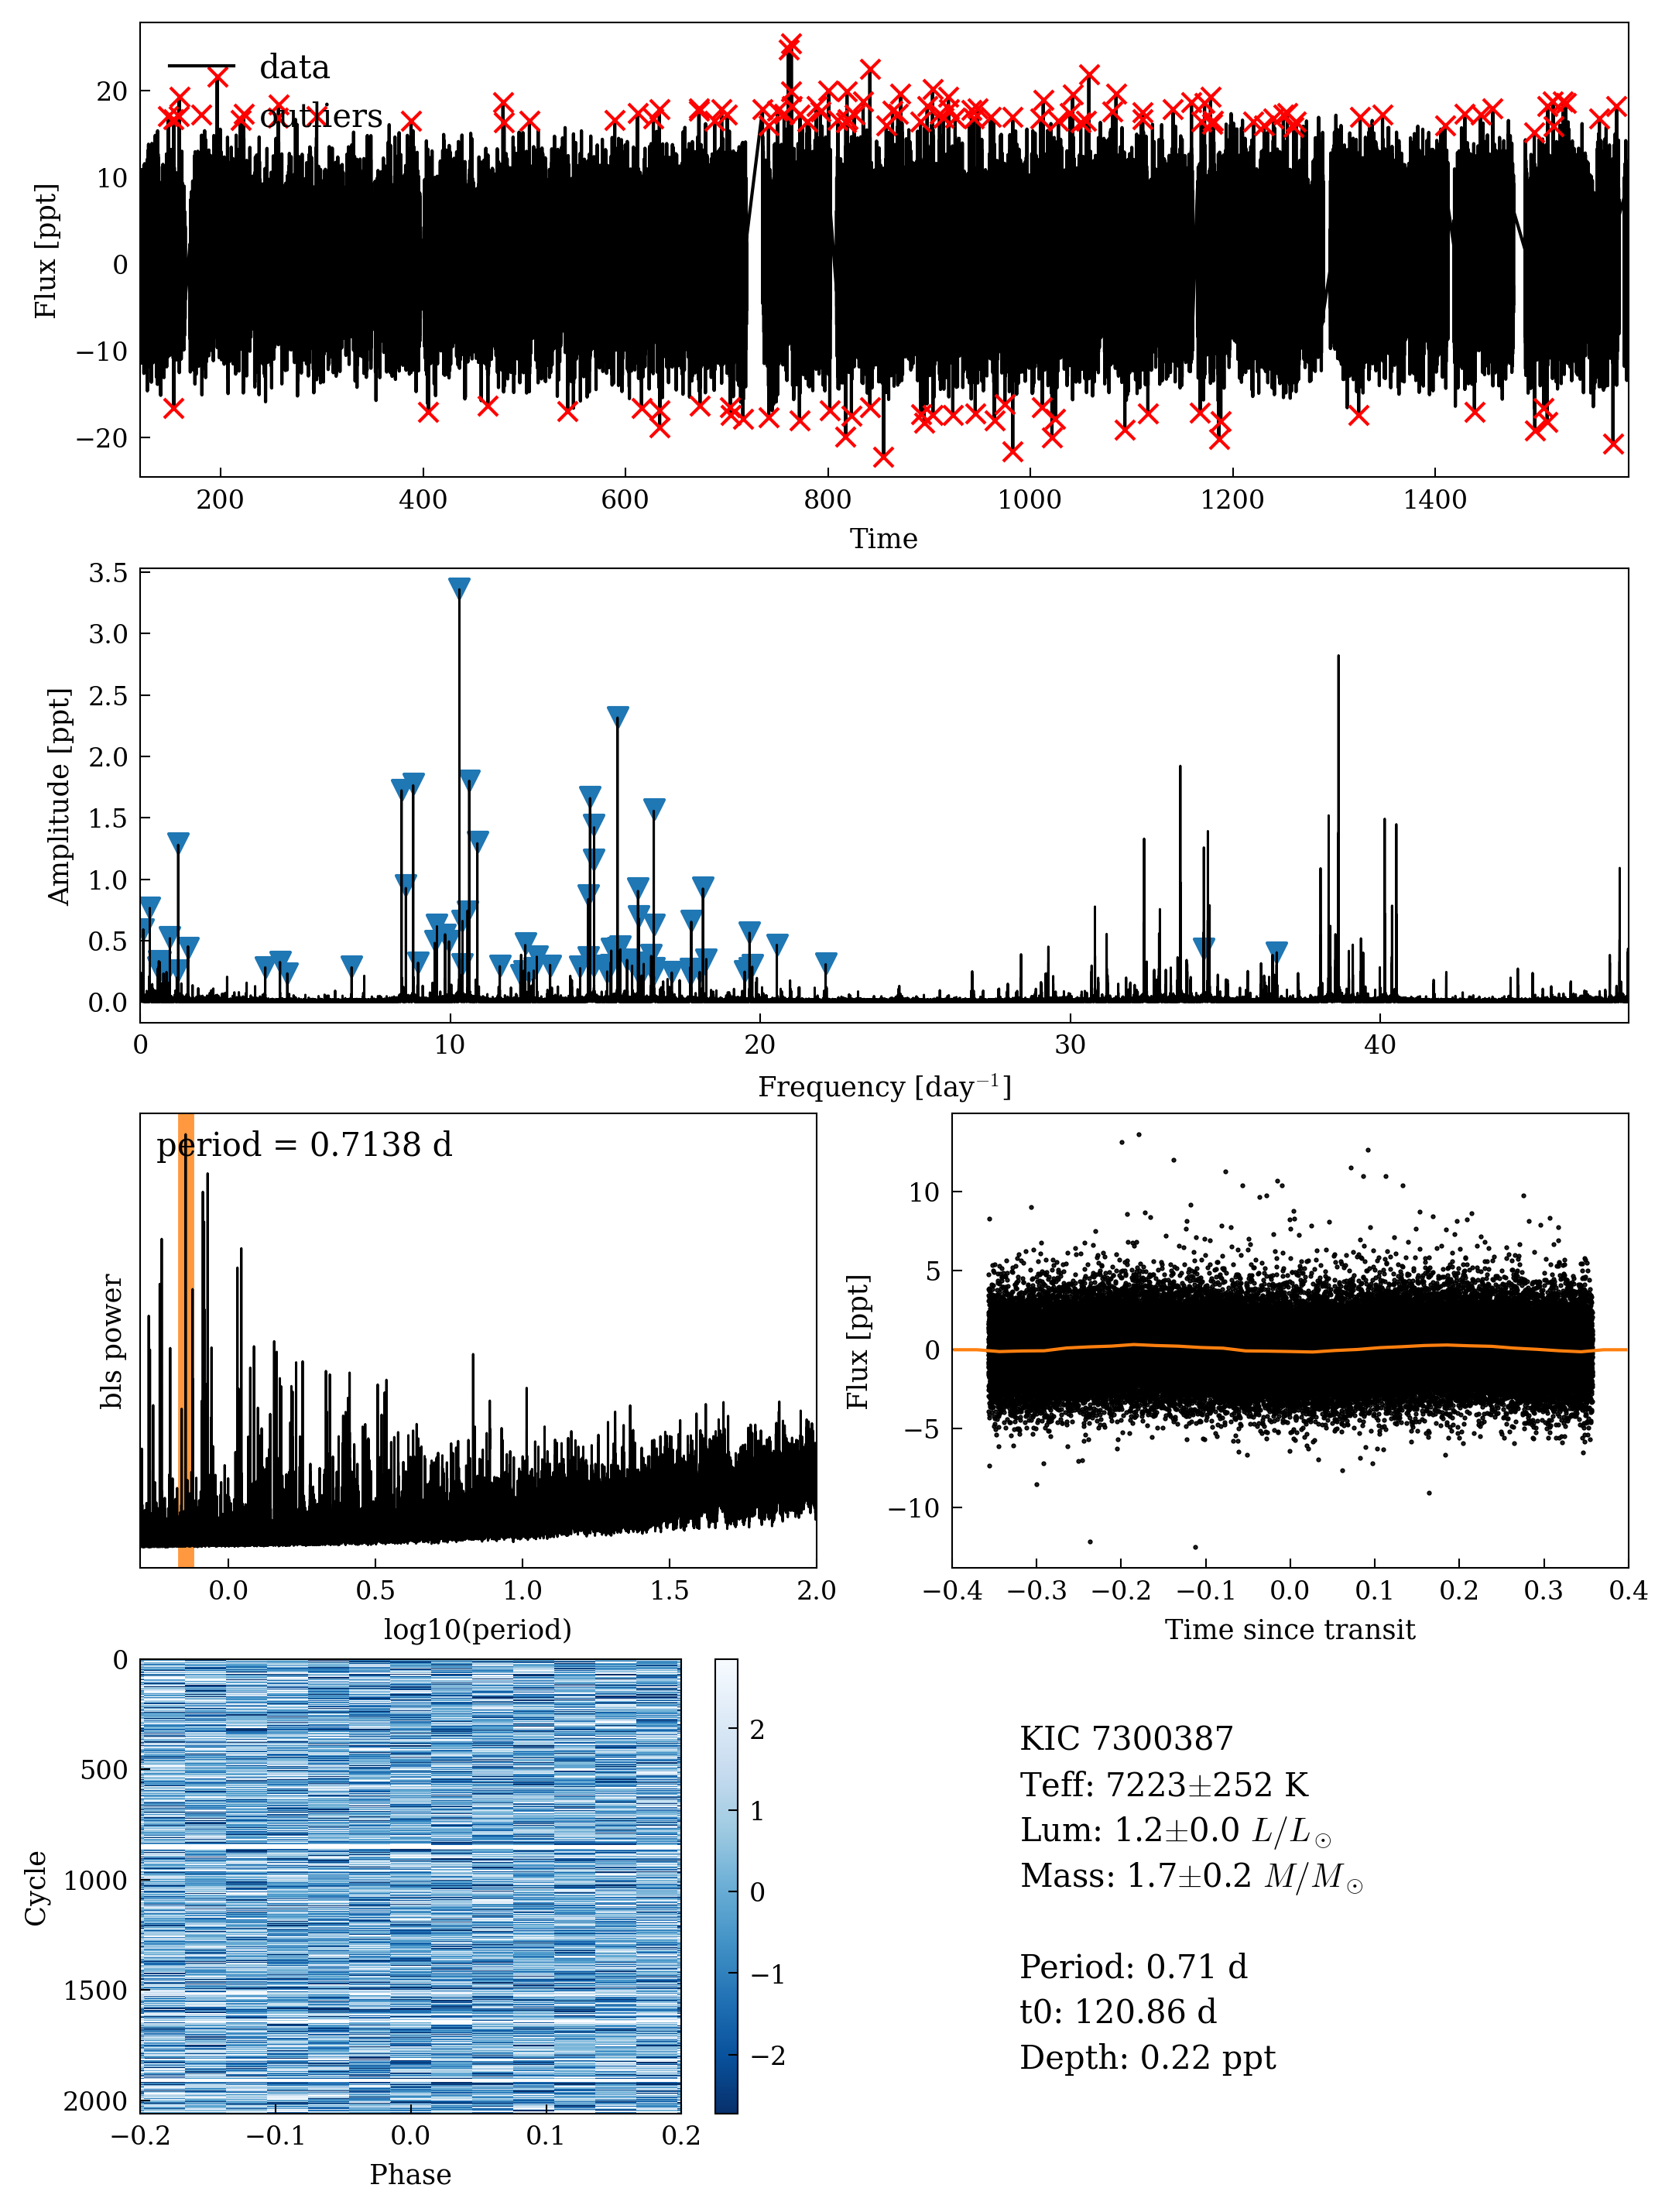 data
outliers
20
10
0
−10
−20
Flux [ppt]
200
400
600
800
1000
1200
1400
Time
3.5
3.0
2.5
2.0
1.5
1.0
0.5
0.0
Amplitude [ppt]
0
10
20
30
40
Frequency [day⁻¹]
period = 0.7138 d
bls power
0.0
0.5
1.0
1.5
2.0
log10(period)
10
5
0
−5
−10
Flux [ppt]
−0.4
−0.3
−0.2
−0.1
0.0
0.1
0.2
0.3
0.4
Time since transit
0
500
1000
1500
2000
Cycle
−0.2
−0.1
0.0
0.1
0.2
Phase
2
1
0
−1
−2
KIC 7300387
Teff: 7223±252 K
Lum: 1.2±0.0 L/L⊙
Mass: 1.7±0.2 M/M⊙
Period: 0.71 d
t0: 120.86 d
Depth: 0.22 ppt